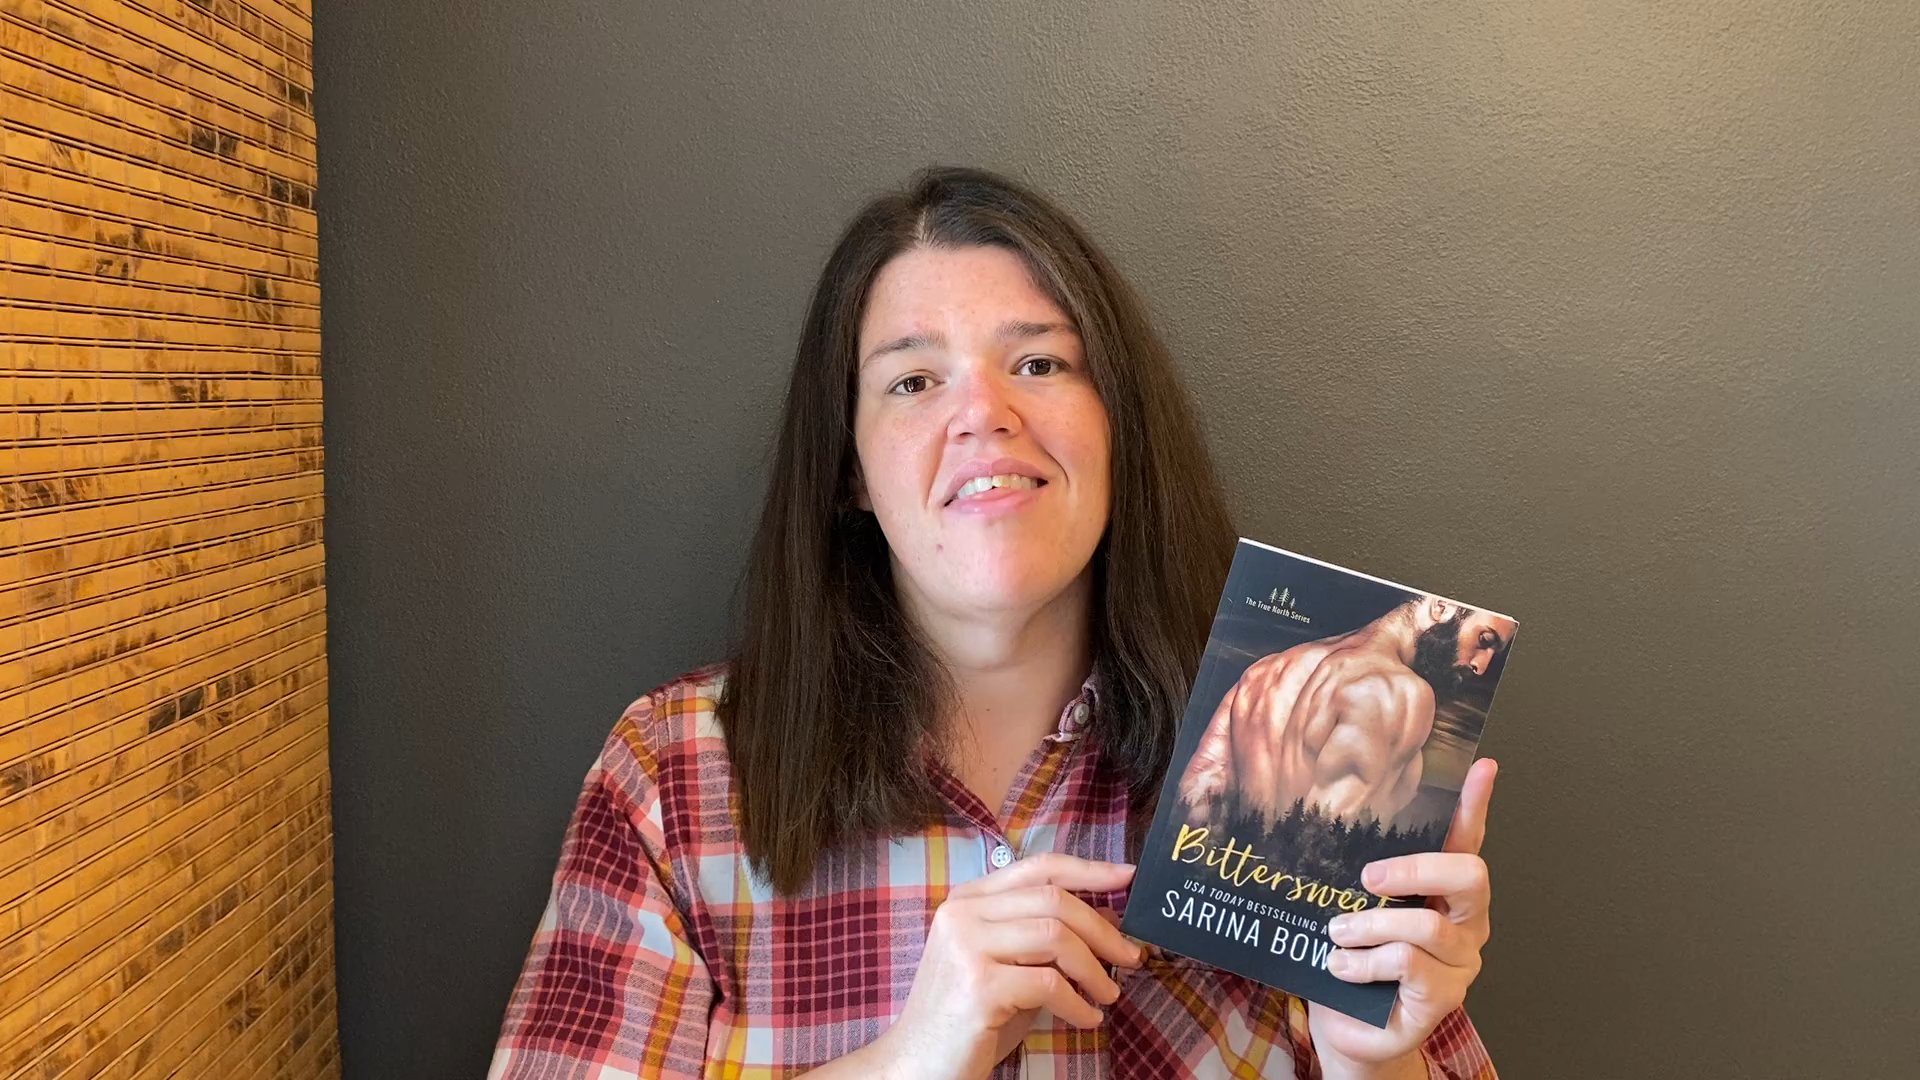 The True North Series
Bittersweet
USA TODAY BESTSELLING A
SARINA BOW